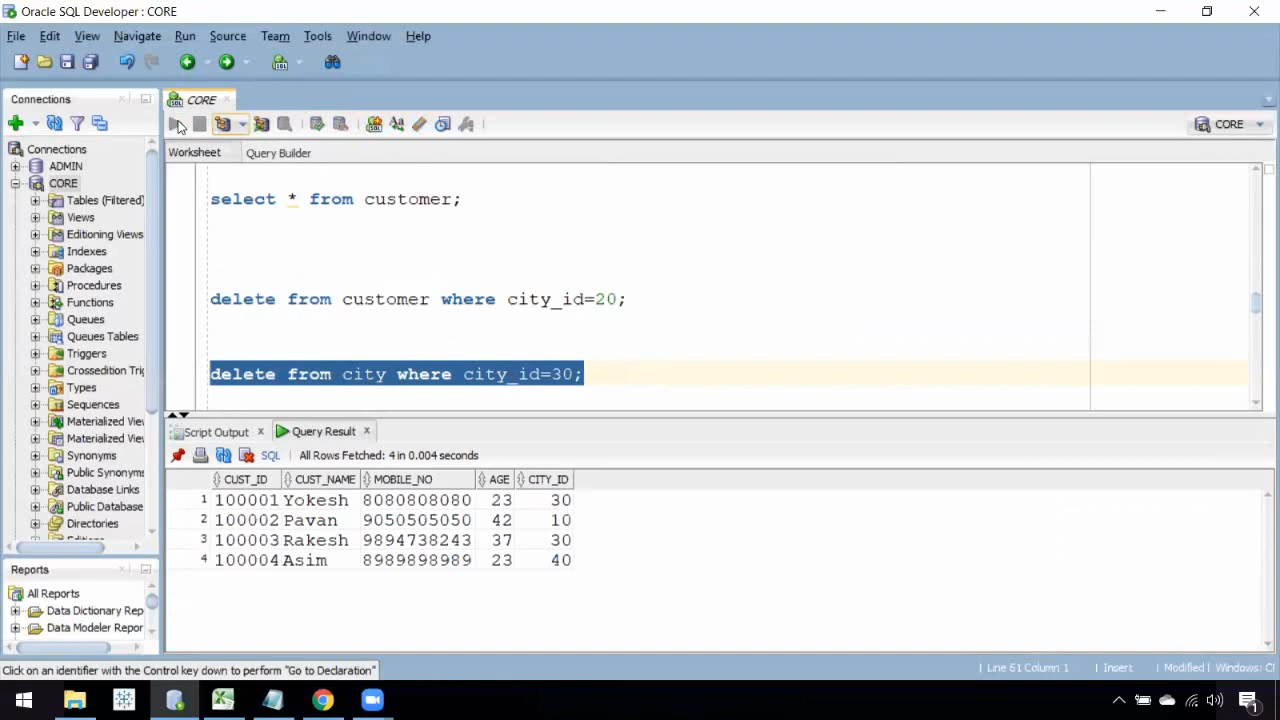 Oracle SQL Developer : CORE
File Edit View Navigate Run Source Team Tools Window Help
Connections
CORE
CORE
Worksheet Query Builder
Connections
ADMIN
CORE
Tables (Filtered)
Views
Editioning Views
Indexes
Packages
Procedures
Functions
Queues
Queues Tables
Triggers
Crossedition Trig
Types
Sequences
Materialized View
Materialized View
Synonyms
Public Synonyms
Database Links
Public Database
Directories
select * from customer;
delete from customer where city_id=20;
delete from city where city_id=30;
Script Output Query Result
SQL All Rows Fetched: 4 in 0.004 seconds
CUST_ID CUST_NAME MOBILE_NO AGE CITY_ID
1 100001 Yokesh 8080808080 23 30
2 100002 Pavan 9050505050 42 10
3 100003 Rakesh 9894738243 37 30
4 100004 Asim 8989898989 23 40
Reports
All Reports
Data Dictionary Rep
Data Modeler Repor
Click on an identifier with the Control key down to perform "Go to Declaration"
Line 61 Column 1 Insert Modified Windows: C
1